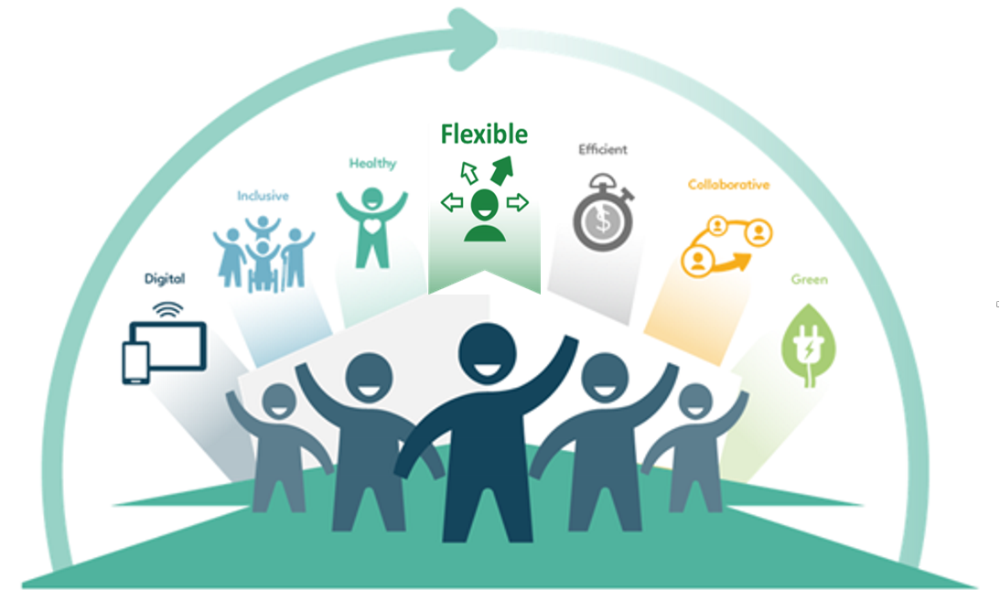 Flexible
Efficient
Healthy
Collaborative
Inclusive
Digital
Green
$